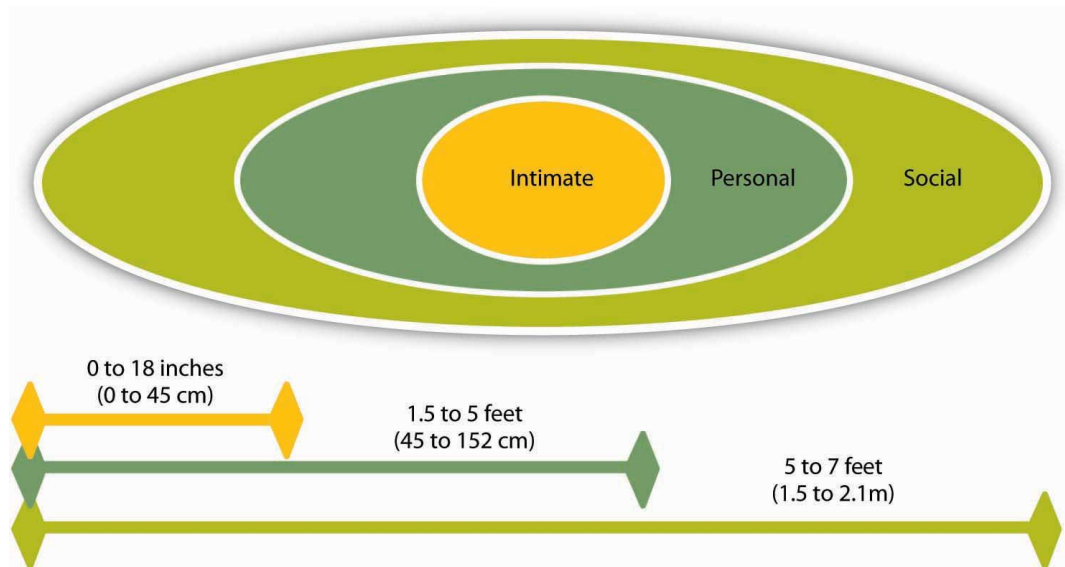 Intimate
Personal
Social
0 to 18 inches
(0 to 45 cm)
1.5 to 5 feet
(45 to 152 cm)
5 to 7 feet
(1.5 to 2.1m)